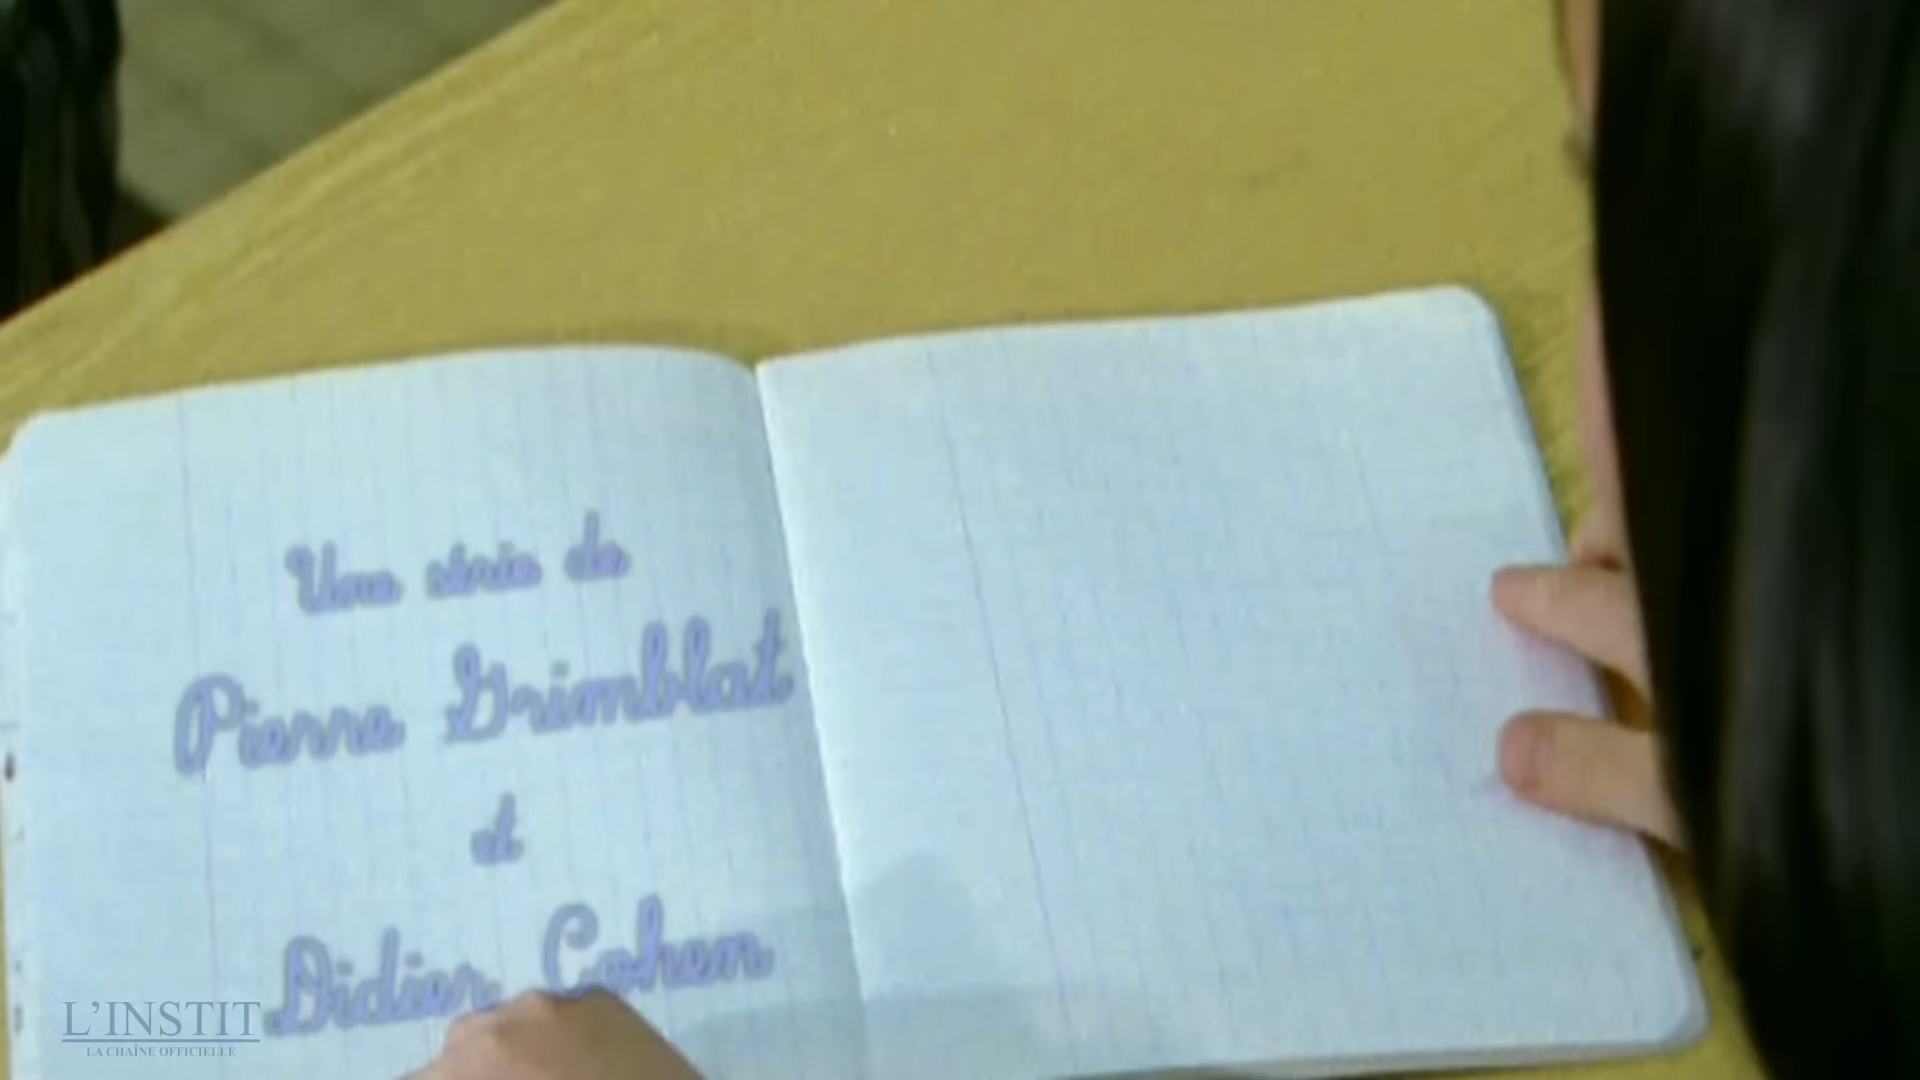 Une série de
Pierre Grimblat
et
Didier Cohen
L'INSTIT
LA CHAÎNE OFFICIELLE